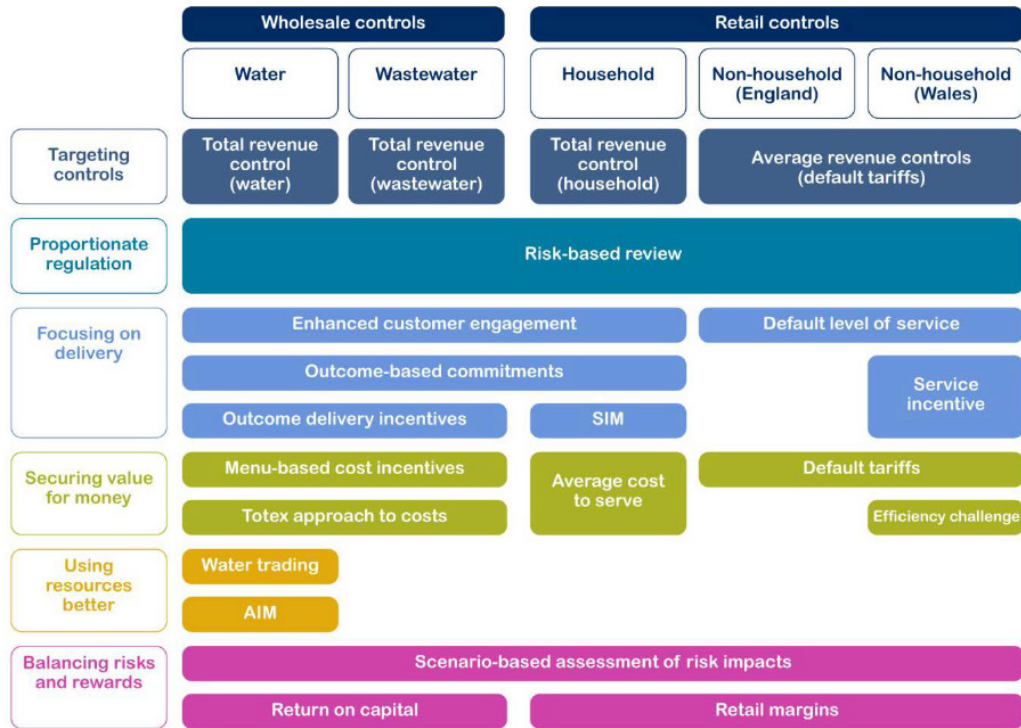 Wholesale controls
Retail controls
Water
Wastewater
Household
Non-household
(England)
Non-household
(Wales)
Targeting
controls
Total revenue
control
(water)
Total revenue
control
(wastewater)
Total revenue
control
(household)
Average revenue controls
(default tariffs)
Proportionate
regulation
Risk-based review
Focusing on
delivery
Enhanced customer engagement
Default level of service
Outcome-based commitments
Service
incentive
Outcome delivery incentives
SIM
Securing value
for money
Menu-based cost incentives
Average cost
to serve
Default tariffs
Totex approach to costs
Efficiency challenge
Using
resources
better
Water trading
AIM
Balancing risks
and rewards
Scenario-based assessment of risk impacts
Return on capital
Retail margins